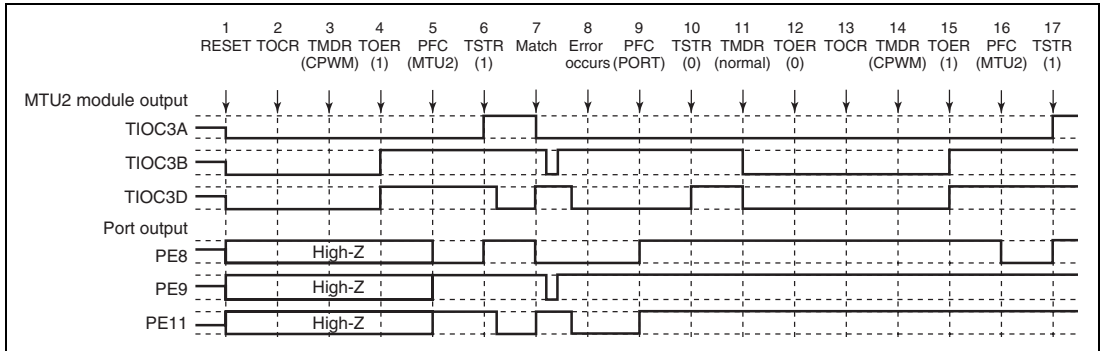 1 2 3 4 5 6 7 8 9 10 11 12 13 14 15 16 17
RESET TOCR TMDR TOER PFC TSTR Match Error PFC TSTR TMDR TOER TOCR TMDR TOER PFC TSTR
(CPWM) (1) (MTU2) (1) occurs (PORT) (0) (normal) (0) (CPWM) (1) (MTU2) (1)
MTU2 module output
TIOC3A
TIOC3B
TIOC3D
Port output
PE8 High-Z
PE9 High-Z
PE11 High-Z